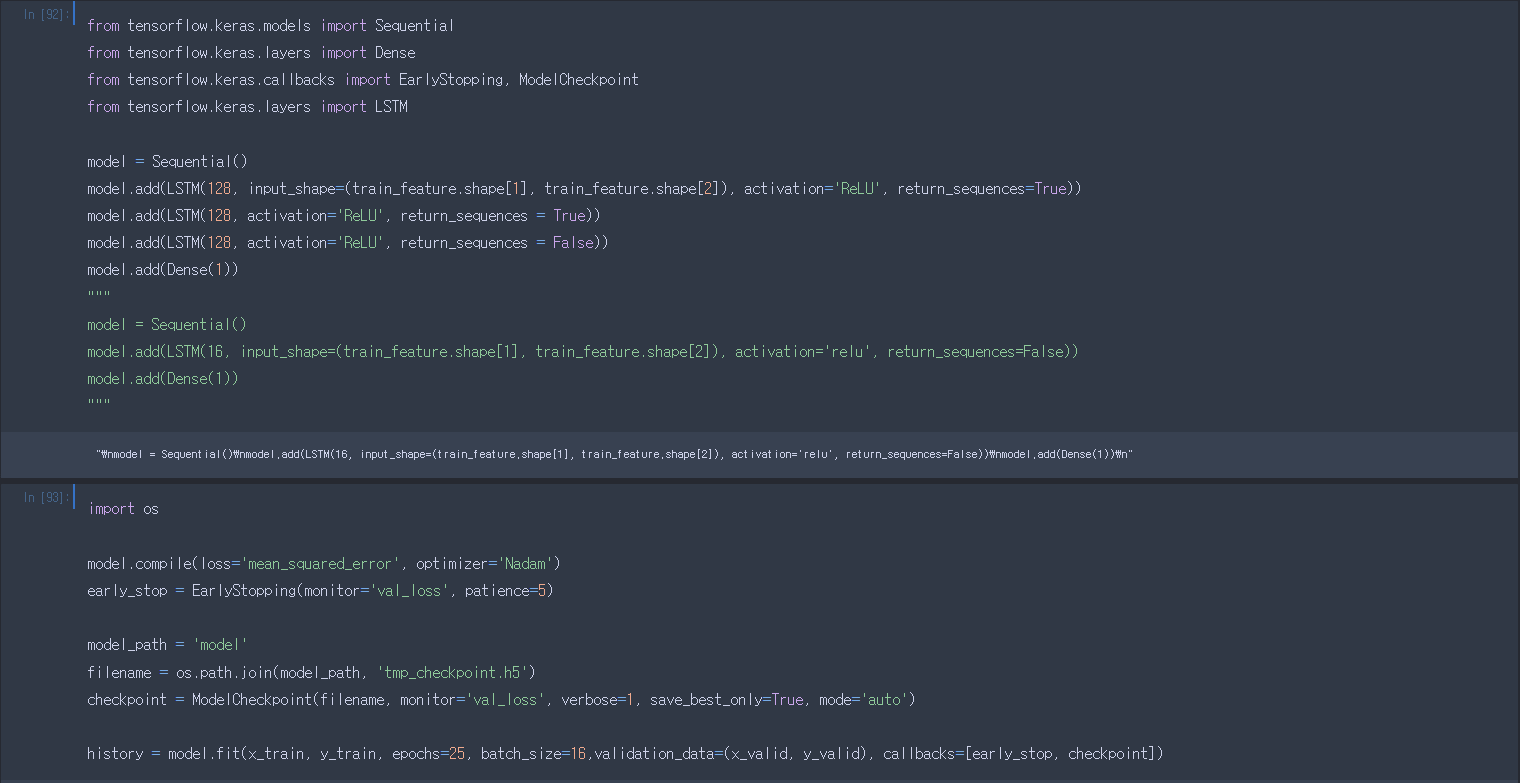 In [92]:
from tensorflow.keras.models import Sequential
from tensorflow.keras.layers import Dense
from tensorflow.keras.callbacks import EarlyStopping, ModelCheckpoint
from tensorflow.keras.layers import LSTM
model = Sequential()
model.add(LSTM(128, input_shape=(train_feature.shape[1], train_feature.shape[2]), activation='ReLU', return_sequences=True))
model.add(LSTM(128, activation='ReLU', return_sequences = True))
model.add(LSTM(128, activation='ReLU', return_sequences = False))
model.add(Dense(1))
"""
model = Sequential()
model.add(LSTM(16, input_shape=(train_feature.shape[1], train_feature.shape[2]), activation='relu', return_sequences=False))
model.add(Dense(1))
"""
"₩nmodel = Sequential()₩nmodel.add(LSTM(16, input_shape=(train_feature.shape[1], train_feature.shape[2]), activation='relu', return_sequences=False))₩nmodel.add(Dense(1))₩n"
In [93]:
import os
model.compile(loss='mean_squared_error', optimizer='Nadam')
early_stop = EarlyStopping(monitor='val_loss', patience=5)
model_path = 'model'
filename = os.path.join(model_path, 'tmp_checkpoint.h5')
checkpoint = ModelCheckpoint(filename, monitor='val_loss', verbose=1, save_best_only=True, mode='auto')
history = model.fit(x_train, y_train, epochs=25, batch_size=16,validation_data=(x_valid, y_valid), callbacks=[early_stop, checkpoint])